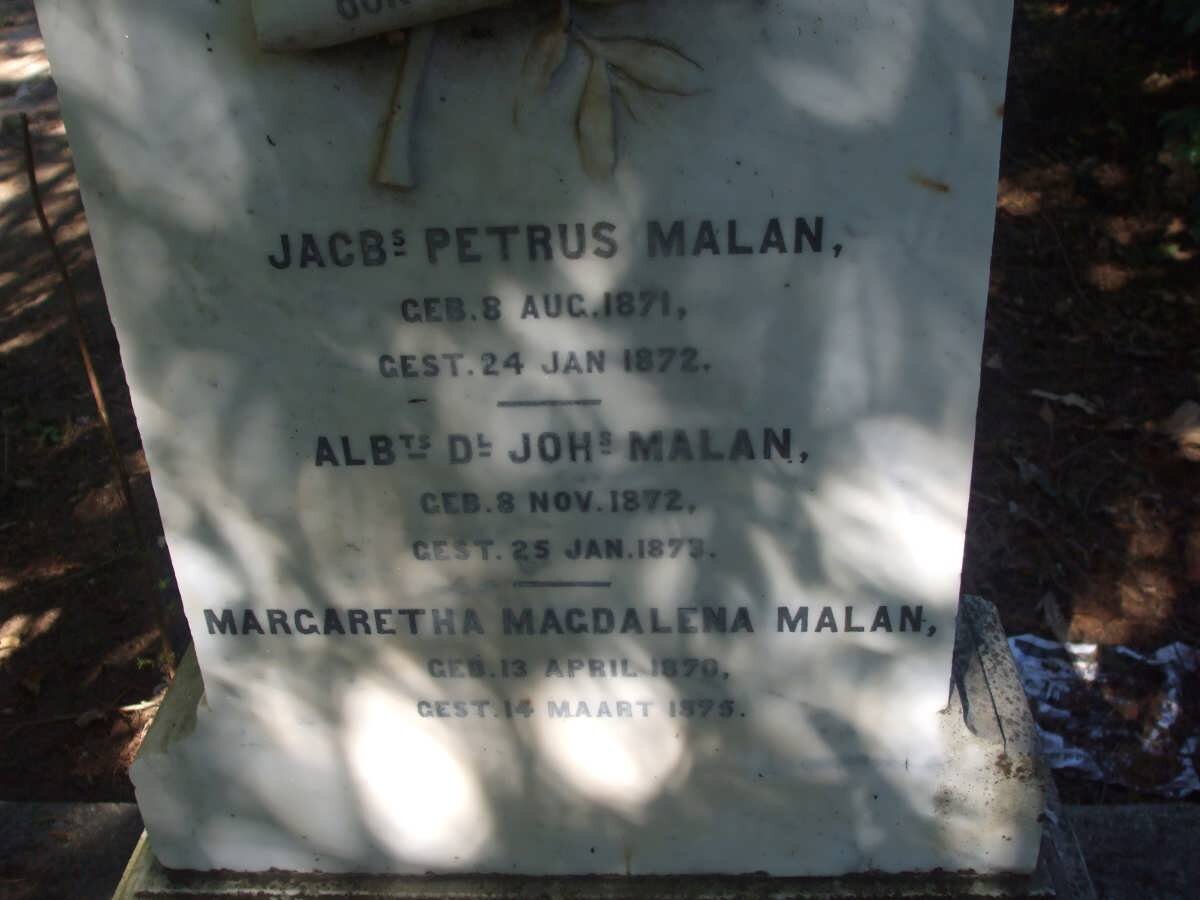 JACBS PETRUS MALAN,
GEB. 8 AUG. 1871,
GEST. 24 JAN 1872.
ALBTS DL JOHS MALAN,
GEB. 8 NOV. 1872,
GEST. 25 JAN. 1873.
MARGARETHA MAGDALENA MALAN,
GEB. 13 APRIL 1870,
GEST. 14 MAART 1875.